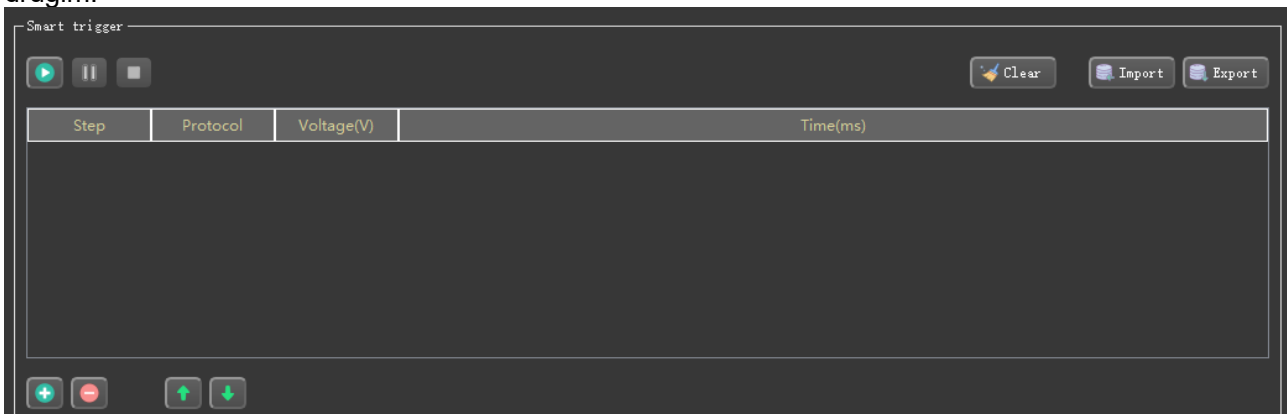 Smart trigger
Clear
Import
Export
Step
Protocol
Voltage(V)
Time(ms)